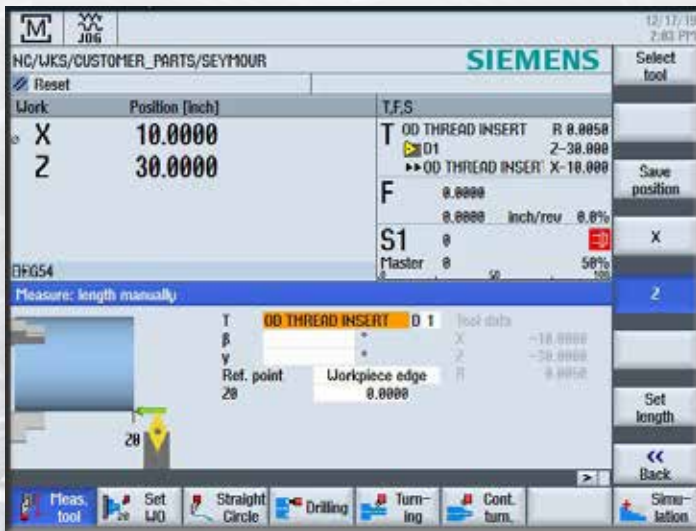 M
JOG
12/17/19
2:03 PM
NC/WKS/CUSTOMER_PARTS/SEYMOUR
SIEMENS
Select
tool
Reset
Work Position [inch] T,F,S
X 10.0000
Z 30.0000
T OD THREAD INSERT R 0.0050
D1 Z-30.000
▸▸OD THREAD INSER X-10.000
Save
position
F 0.0000
0.0000 inch/rev 0.0%
X
S1 0
Master 0 50%
0 50 100
G54
Measure: length manually
Z
T OD THREAD INSERT D 1 Tool data
β ° X -10.0000
γ ° Z -30.0000
Ref. point Workpiece edge R 0.0050
Z0 0.0000
Z0
Set
length
<<
Back
>
Meas.
tool
Set
WO
Straight
Circle
Drilling
Turn-
ing
Cont.
turn.
Simu-
lation